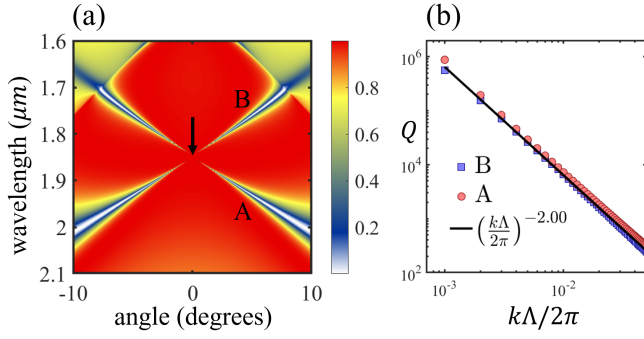 (a)
1.6
1.7
1.8
1.9
2
2.1
wavelength (μm)
B
A
-10
0
10
angle (degrees)
0.8
0.6
0.4
0.2
(b)
10^6
Q
10^4
10^2
B
A
(kΛ/2π)^−2.00
10^-3
10^-2
kΛ/2π